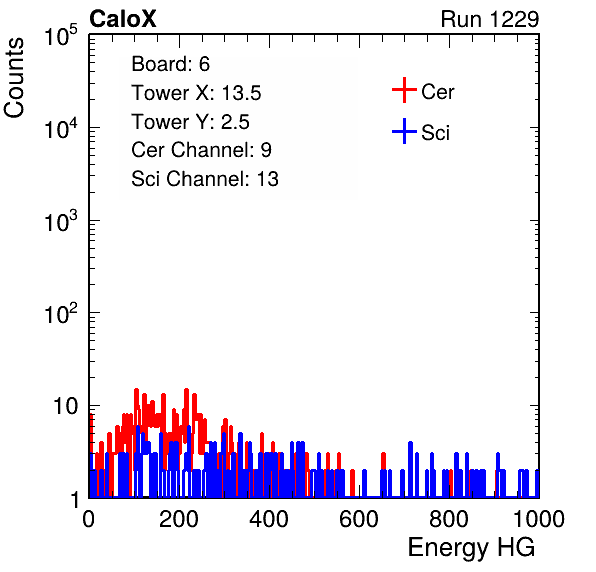 CaloX Run 1229
Counts
10^5
10^4
10^3
10^2
10
1
Board: 6
Tower X: 13.5
Tower Y: 2.5
Cer Channel: 9
Sci Channel: 13
Cer
Sci
0 200 400 600 800 1000
Energy HG